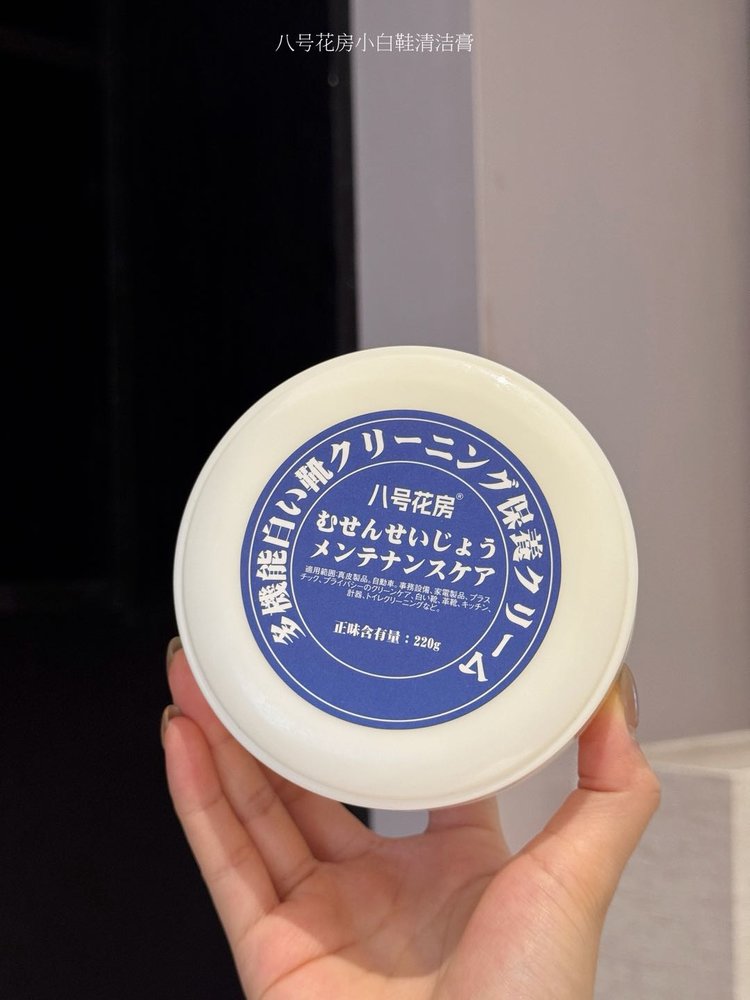 八号花房小白鞋清洁膏
多機能白い靴クリーニング保養クリーム
八号花房®
むせんせいじょう
メンテナンスケア
適用範囲:真皮製品。自動車。事務設備、家電製品、プラス
チック、プライバシーのクリーンケア、白い靴、革靴、キッチン、
計器、トイレクリーニングなど。
正味含有量：220g